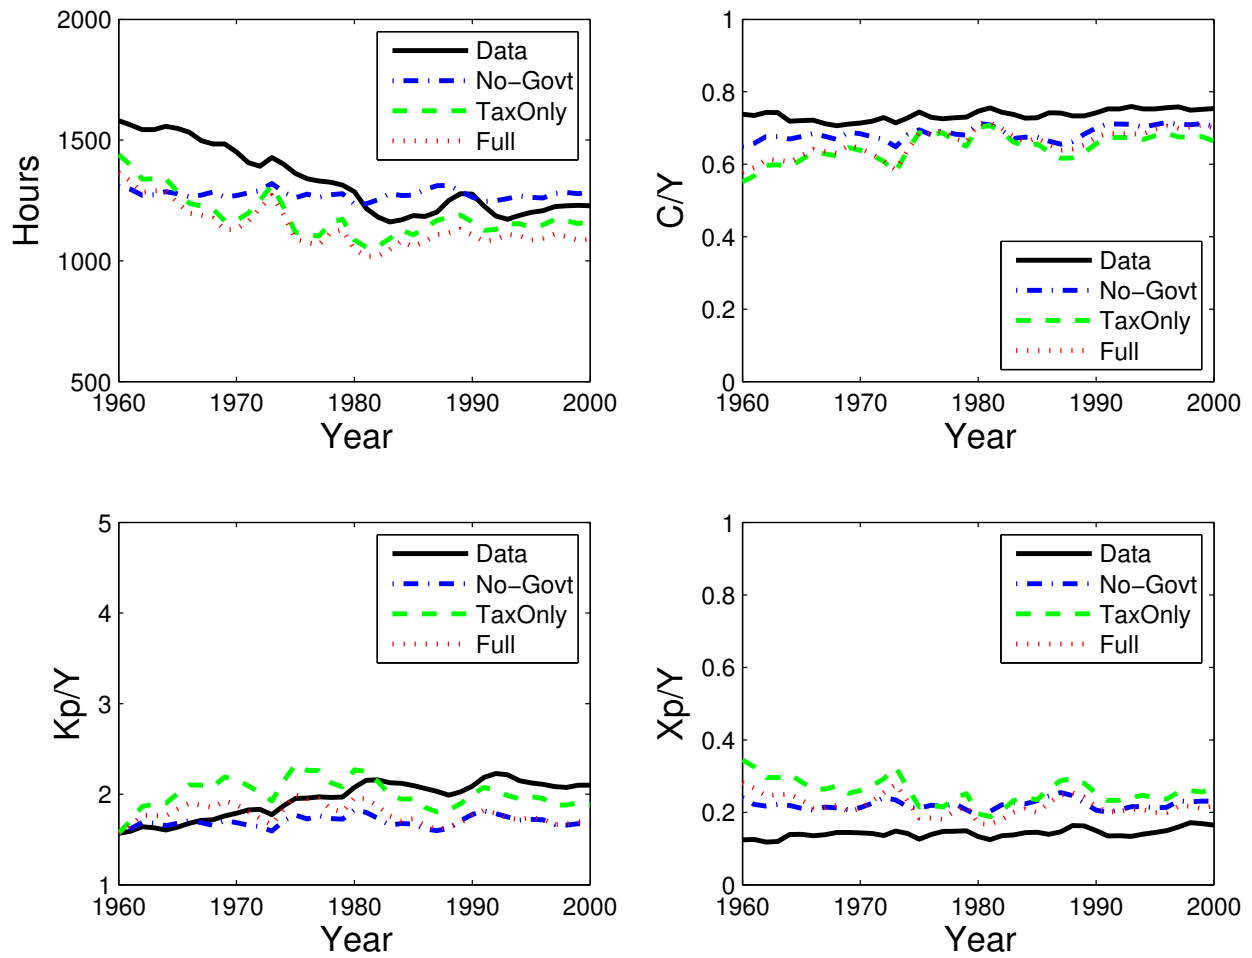 2000
1500
1000
500
Hours
Data
No−Govt
TaxOnly
Full
1960
1970
1980
1990
2000
Year
1
0.8
0.6
0.4
0.2
0
C/Y
Data
No−Govt
TaxOnly
Full
1960
1970
1980
1990
2000
Year
5
4
3
2
1
Kp/Y
Data
No−Govt
TaxOnly
Full
1960
1970
1980
1990
2000
Year
1
0.8
0.6
0.4
0.2
0
Xp/Y
Data
No−Govt
TaxOnly
Full
1960
1970
1980
1990
2000
Year